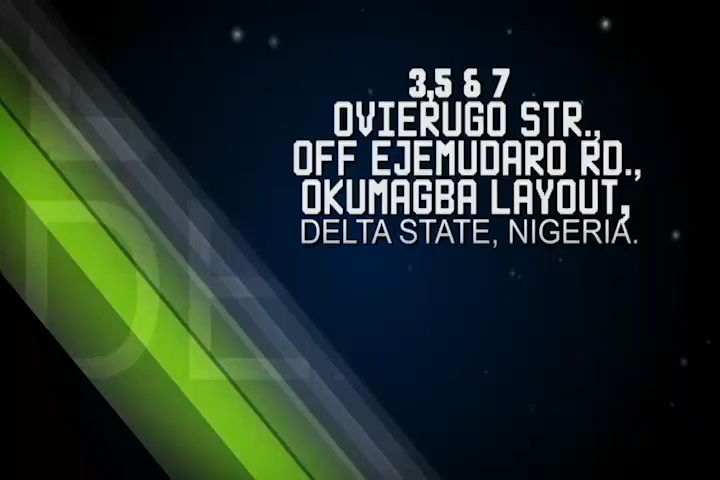 3,5 & 7
OVIERUGO STR.,
OFF EJEMUDARO RD.,
OKUMAGBA LAYOUT,
DELTA STATE, NIGERIA.